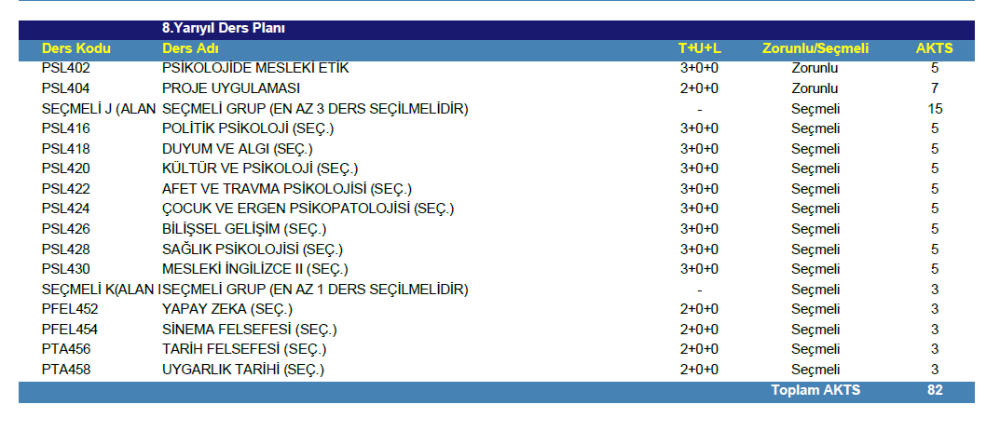 8.Yarıyıl Ders Planı
Ders Kodu Ders Adı T+U+L Zorunlu/Seçmeli AKTS
PSL402 PSİKOLOJİDE MESLEKİ ETİK 3+0+0 Zorunlu 5
PSL404 PROJE UYGULAMASI 2+0+0 Zorunlu 7
SEÇMELİ J (ALAN SEÇMELİ GRUP (EN AZ 3 DERS SEÇİLMELİDİR) - Seçmeli 15
PSL416 POLİTİK PSİKOLOJİ (SEÇ.) 3+0+0 Seçmeli 5
PSL418 DUYUM VE ALGI (SEÇ.) 3+0+0 Seçmeli 5
PSL420 KÜLTÜR VE PSİKOLOJİ (SEÇ.) 3+0+0 Seçmeli 5
PSL422 AFET VE TRAVMA PSİKOLOJİSİ (SEÇ.) 3+0+0 Seçmeli 5
PSL424 ÇOCUK VE ERGEN PSİKOPATOLOJİSİ (SEÇ.) 3+0+0 Seçmeli 5
PSL426 BİLİŞSEL GELİŞİM (SEÇ.) 3+0+0 Seçmeli 5
PSL428 SAĞLIK PSİKOLOJİSİ (SEÇ.) 3+0+0 Seçmeli 5
PSL430 MESLEKİ İNGİLİZCE II (SEÇ.) 3+0+0 Seçmeli 5
SEÇMELİ K(ALAN I SEÇMELİ GRUP (EN AZ 1 DERS SEÇİLMELİDİR) - Seçmeli 3
PFEL452 YAPAY ZEKA (SEÇ.) 2+0+0 Seçmeli 3
PFEL454 SİNEMA FELSEFESİ (SEÇ.) 2+0+0 Seçmeli 3
PTA456 TARİH FELSEFESİ (SEÇ.) 2+0+0 Seçmeli 3
PTA458 UYGARLIK TARİHİ (SEÇ.) 2+0+0 Seçmeli 3
Toplam AKTS 82